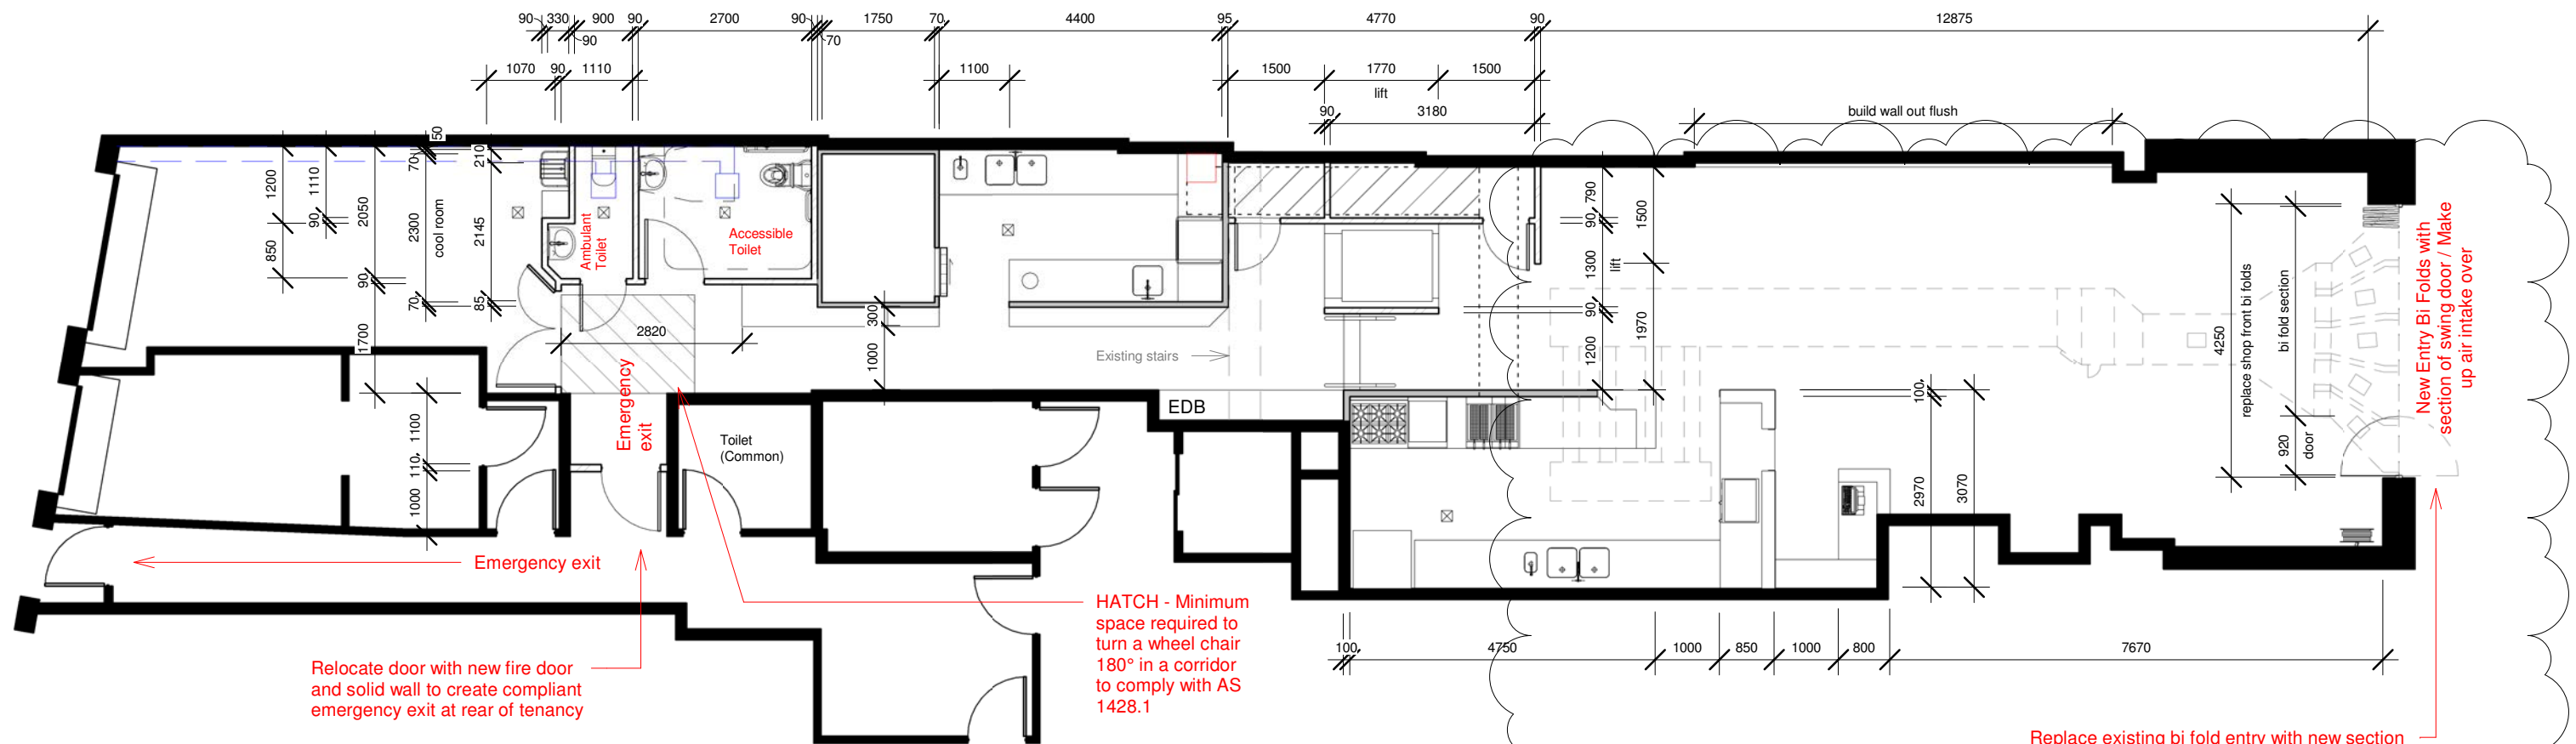 90 330 900 90 2700 90 1750 70 4400 95 4770 90 12875
90 70
1070 90 1110 1100 1500 1770 1500
lift
90 3180 build wall out flush
50
70
210
1200
1110
90
2050
2300
cool room
2145
850
90
70
85
1700
Ambulant
Toilet
Accessible
Toilet
2820
300
1000
Existing stairs
790
90
1500
1300
lift
90
1200
1970
4250
replace shop front bi folds
bi fold section
920
door
New Entry Bi Folds with
section of swing door / Make
up air intake over
Emergency
exit
Toilet
(Common)
EDB
1100
110
1000
100
2970
3070
Emergency exit
HATCH - Minimum
space required to
turn a wheel chair
180° in a corridor
to comply with AS
1428.1
Relocate door with new fire door
and solid wall to create compliant
emergency exit at rear of tenancy
100 4750 1000 850 1000 800 7670
Replace existing bi fold entry with new section